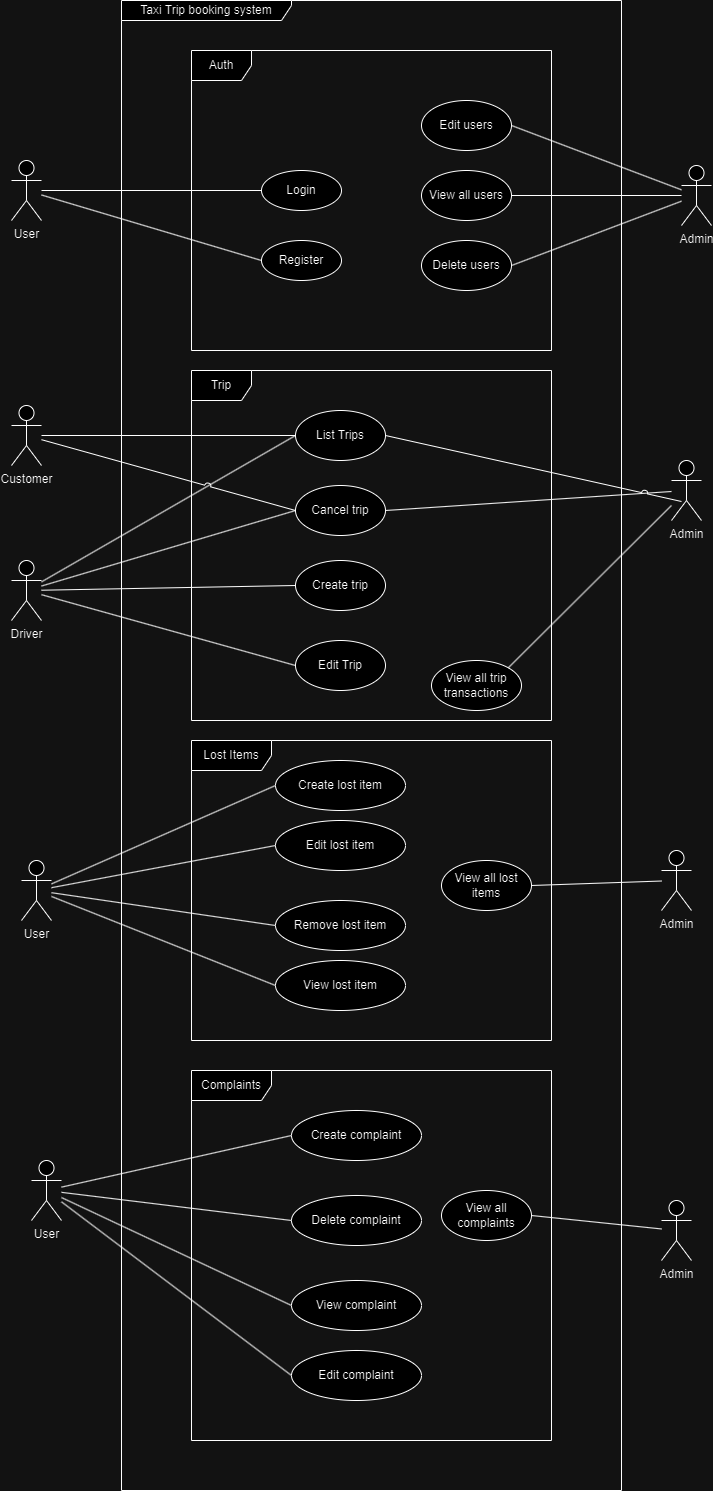 Taxi Trip booking system
Auth
Edit users
Login
View all users
User
Admin
Register
Delete users
Trip
List Trips
Customer
Cancel trip
Admin
Create trip
Driver
Edit Trip
View all trip
transactions
Lost Items
Create lost item
Edit lost item
View all lost
items
User
Admin
Remove lost item
View lost item
Complaints
Create complaint
User
Delete complaint
View all
complaints
Admin
View complaint
Edit complaint